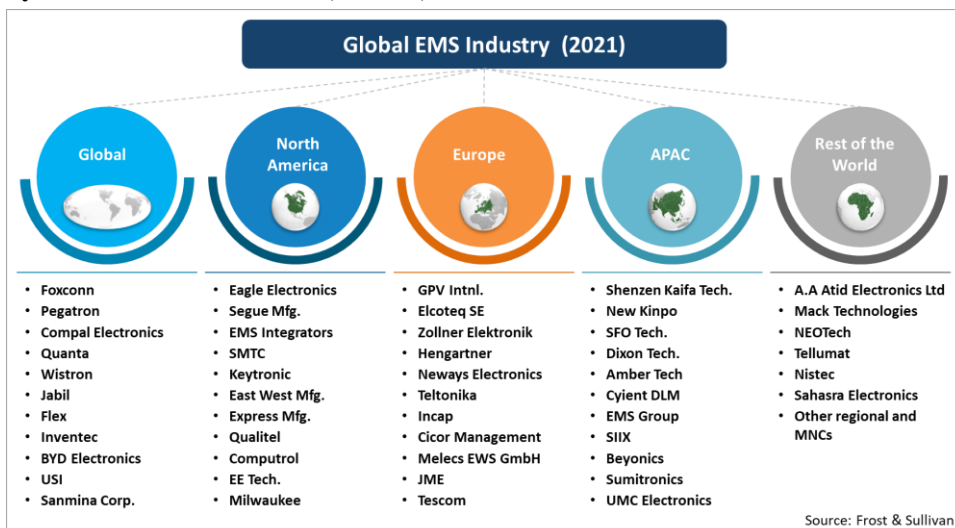 Global EMS Industry (2021)
Global
North
America
Europe
APAC
Rest of the
World
• Foxconn
• Pegatron
• Compal Electronics
• Quanta
• Wistron
• Jabil
• Flex
• Inventec
• BYD Electronics
• USI
• Sanmina Corp.
• Eagle Electronics
• Segue Mfg.
• EMS Integrators
• SMTC
• Keytronic
• East West Mfg.
• Express Mfg.
• Qualitel
• Computrol
• EE Tech.
• Milwaukee
• GPV Intnl.
• Elcoteq SE
• Zollner Elektronik
• Hengartner
• Neways Electronics
• Teltonika
• Incap
• Cicor Management
• Melecs EWS GmbH
• JME
• Tescom
• Shenzen Kaifa Tech.
• New Kinpo
• SFO Tech.
• Dixon Tech.
• Amber Tech
• Cyient DLM
• EMS Group
• SIIX
• Beyonics
• Sumitronics
• UMC Electronics
• A.A Atid Electronics Ltd
• Mack Technologies
• NEOTech
• Tellumat
• Nistec
• Sahasra Electronics
• Other regional and
MNCs
Source: Frost & Sullivan